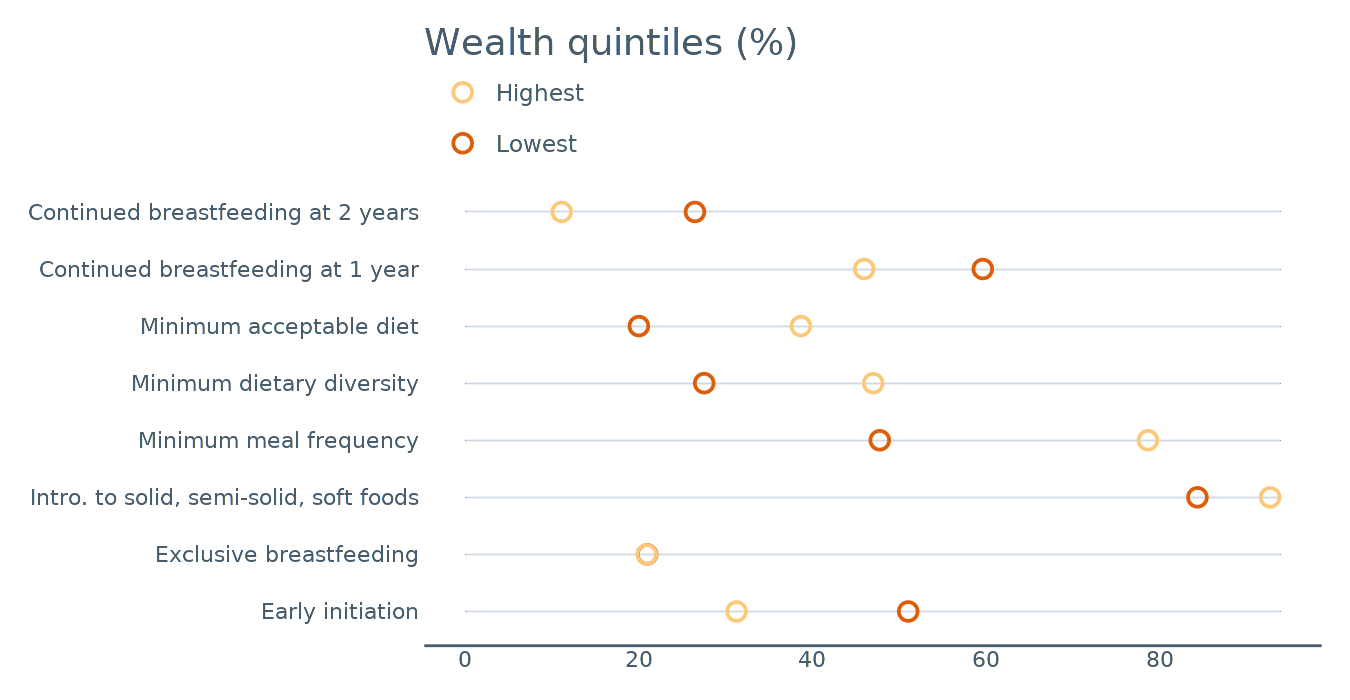 Wealth quintiles (%)
Highest
Lowest
Continued breastfeeding at 2 years
Continued breastfeeding at 1 year
Minimum acceptable diet
Minimum dietary diversity
Minimum meal frequency
Intro. to solid, semi-solid, soft foods
Exclusive breastfeeding
Early initiation
0 20 40 60 80